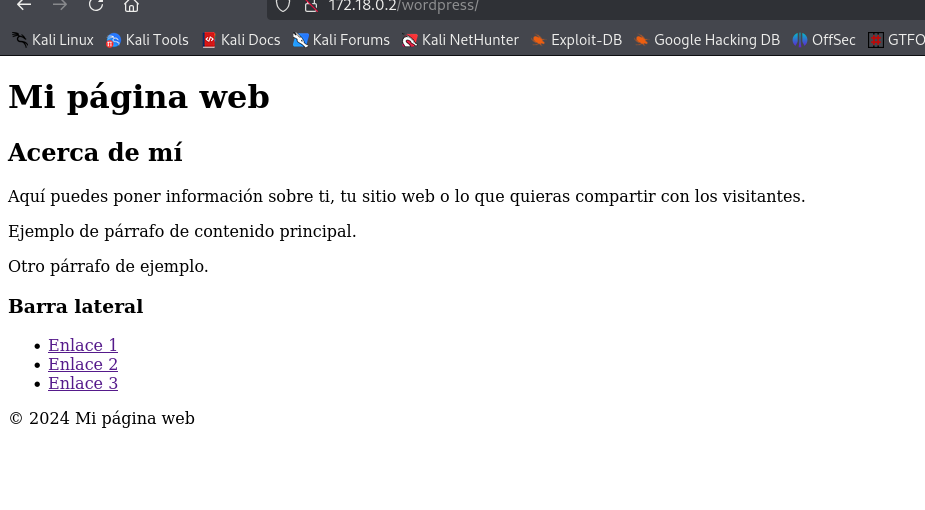 172.18.0.2/wordpress/
Kali Linux Kali Tools Kali Docs Kali Forums Kali NetHunter Exploit-DB Google Hacking DB OffSec GTFO
Mi página web
Acerca de mí
Aquí puedes poner información sobre ti, tu sitio web o lo que quieras compartir con los visitantes.
Ejemplo de párrafo de contenido principal.
Otro párrafo de ejemplo.
Barra lateral
• Enlace 1
• Enlace 2
• Enlace 3
© 2024 Mi página web